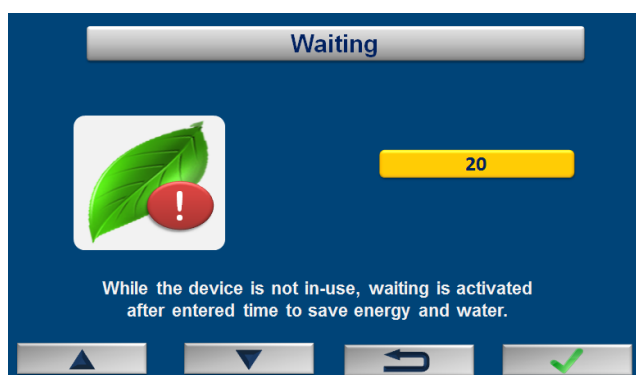 Waiting
!
20
While the device is not in-use, waiting is activated
after entered time to save energy and water.